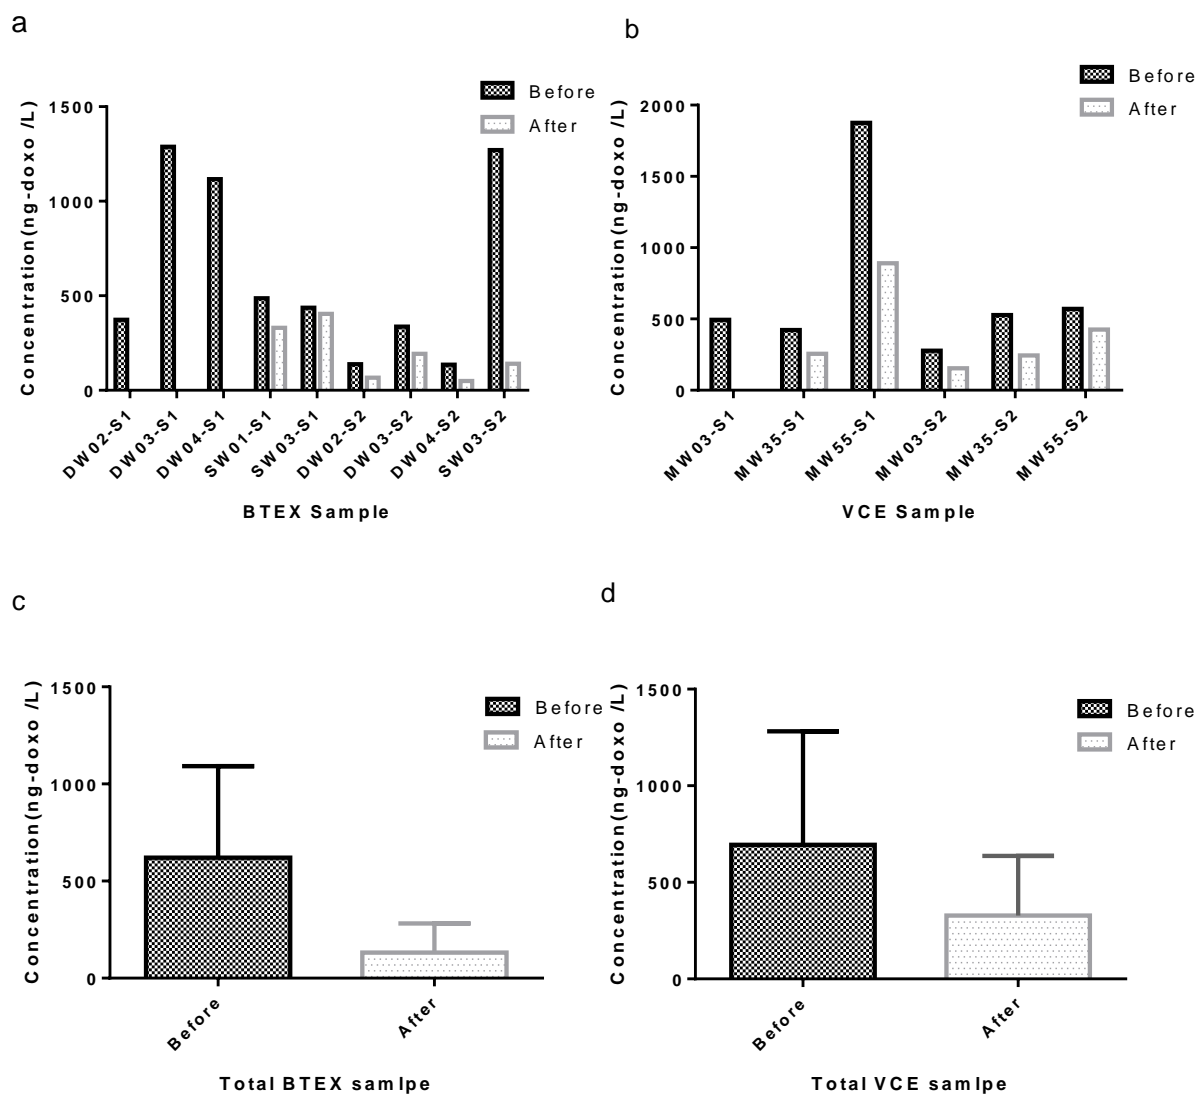 a
Before
After
Concentration(ng-doxo /L)
1500
1000
500
0
DW02-S1
DW03-S1
DW04-S1
SW01-S1
SW03-S1
DW02-S2
DW03-S2
DW04-S2
SW03-S2
BTEX Sample
b
Before
After
Concentration(ng-doxo /L)
2000
1500
1000
500
0
MW03-S1
MW35-S1
MW55-S1
MW03-S2
MW35-S2
MW55-S2
VCE Sample
c
Before
After
Concentration(ng-doxo /L)
1500
1000
500
0
Before
After
Total BTEX samlpe
d
Before
After
Concentration(ng-doxo /L)
1500
1000
500
0
Before
After
Total VCE samlpe